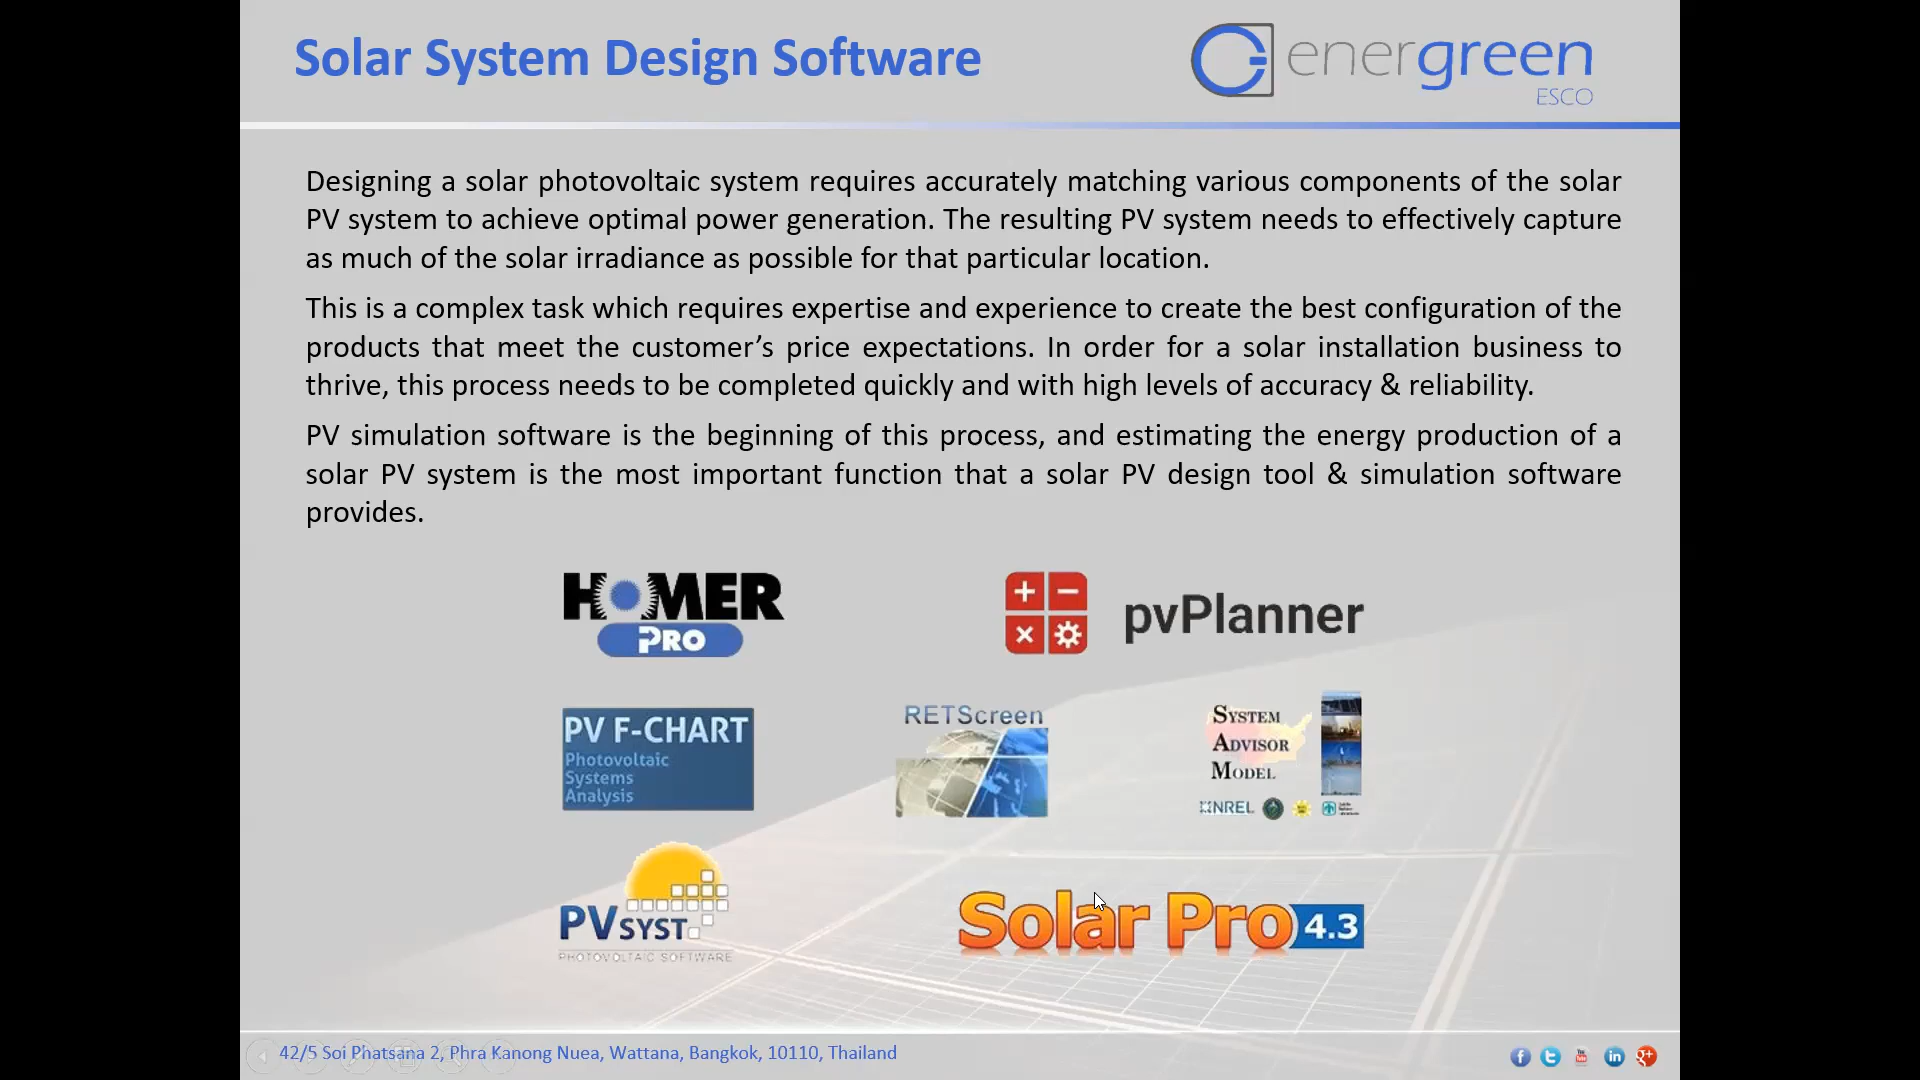 Solar System Design Software
energreen
ESCO
Designing a solar photovoltaic system requires accurately matching various components of the solar
PV system to achieve optimal power generation. The resulting PV system needs to effectively capture
as much of the solar irradiance as possible for that particular location.
This is a complex task which requires expertise and experience to create the best configuration of the
products that meet the customer’s price expectations. In order for a solar installation business to
thrive, this process needs to be completed quickly and with high levels of accuracy & reliability.
PV simulation software is the beginning of this process, and estimating the energy production of a
solar PV system is the most important function that a solar PV design tool & simulation software
provides.
HOMER
PRO
pvPlanner
PV F-CHART
Photovoltaic
Systems
Analysis
RETScreen
SYSTEM
ADVISOR
MODEL
NREL
PVSYST
PHOTOVOLTAIC SOFTWARE
Solar Pro 4.3
42/5 Soi Phatsana 2, Phra Kanong Nuea, Wattana, Bangkok, 10110, Thailand